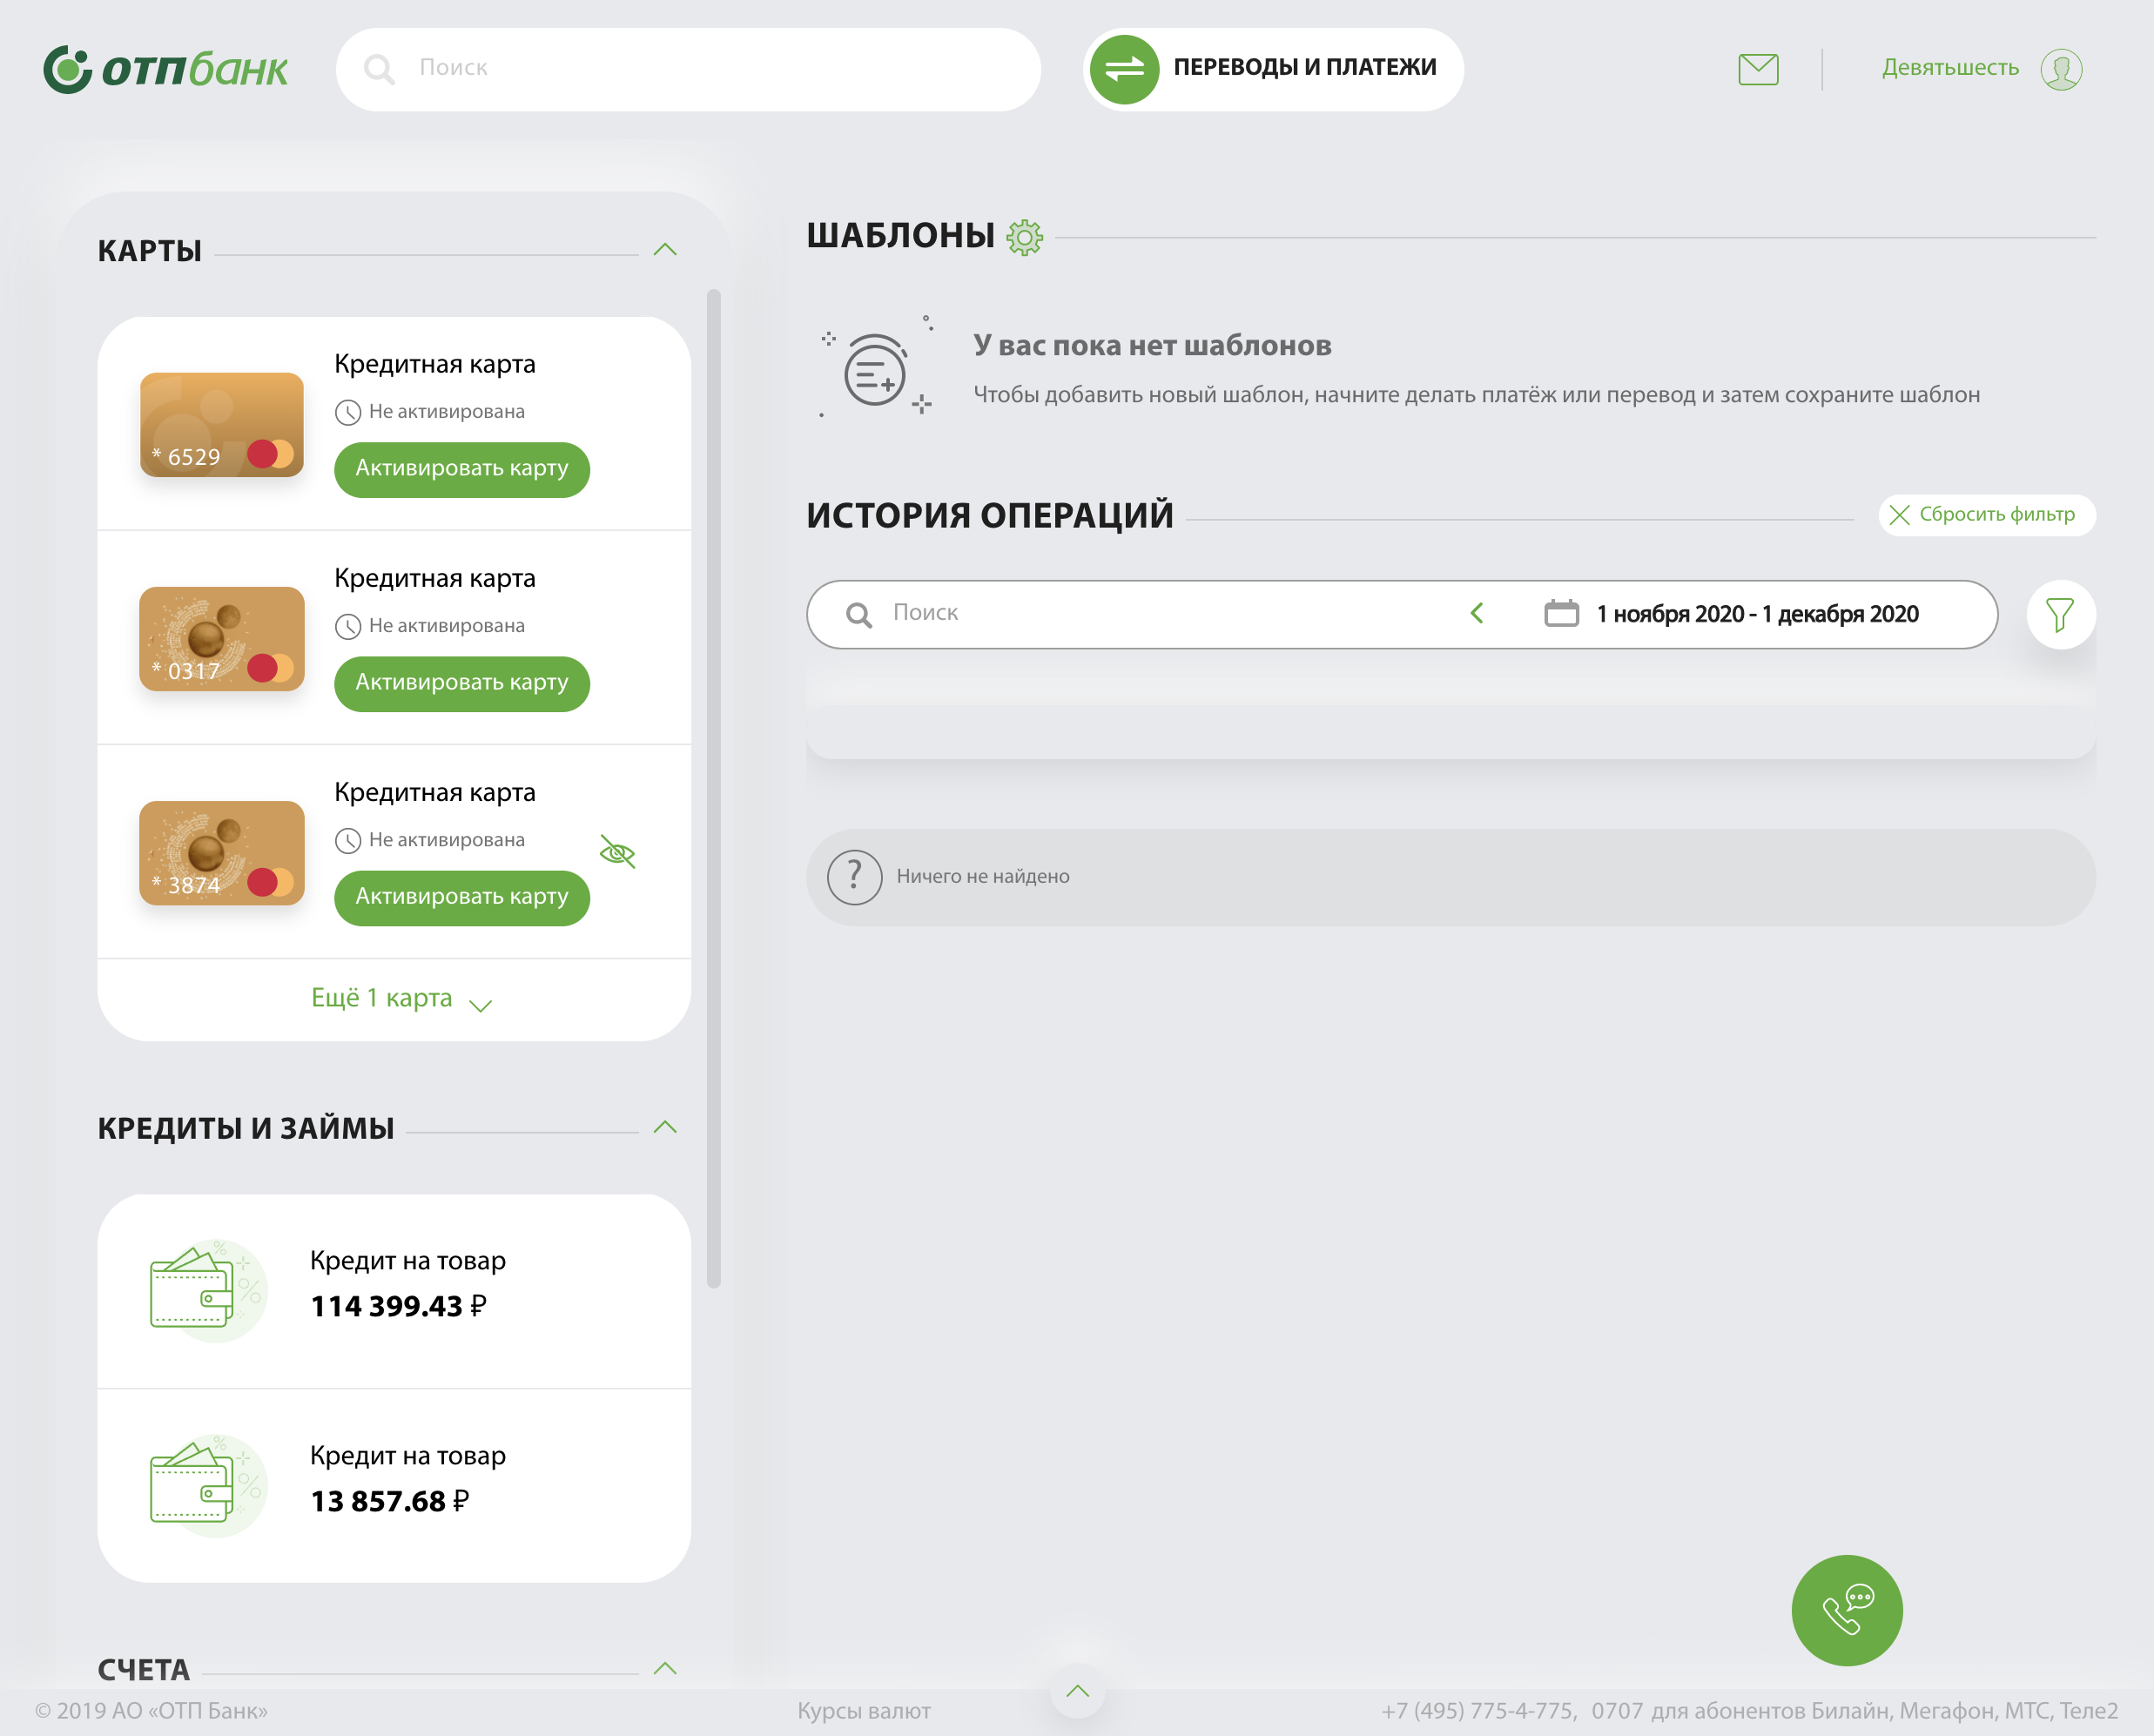 отпбанк
Поиск
ПЕРЕВОДЫ И ПЛАТЕЖИ
Девятьшесть
КАРТЫ
Кредитная карта
Не активирована
* 6529
Активировать карту
Кредитная карта
Не активирована
* 0317
Активировать карту
Кредитная карта
Не активирована
* 3874
Активировать карту
Ещё 1 карта
КРЕДИТЫ И ЗАЙМЫ
Кредит на товар
114 399.43 ₽
Кредит на товар
13 857.68 ₽
СЧЕТА
ШАБЛОНЫ
У вас пока нет шаблонов
Чтобы добавить новый шаблон, начните делать платёж или перевод и затем сохраните шаблон
ИСТОРИЯ ОПЕРАЦИЙ
Сбросить фильтр
Поиск
1 ноября 2020 - 1 декабря 2020
? Ничего не найдено
© 2019 АО «ОТП Банк»
Курсы валют
+7 (495) 775-4-775, 0707 для абонентов Билайн, Мегафон, МТС, Теле2